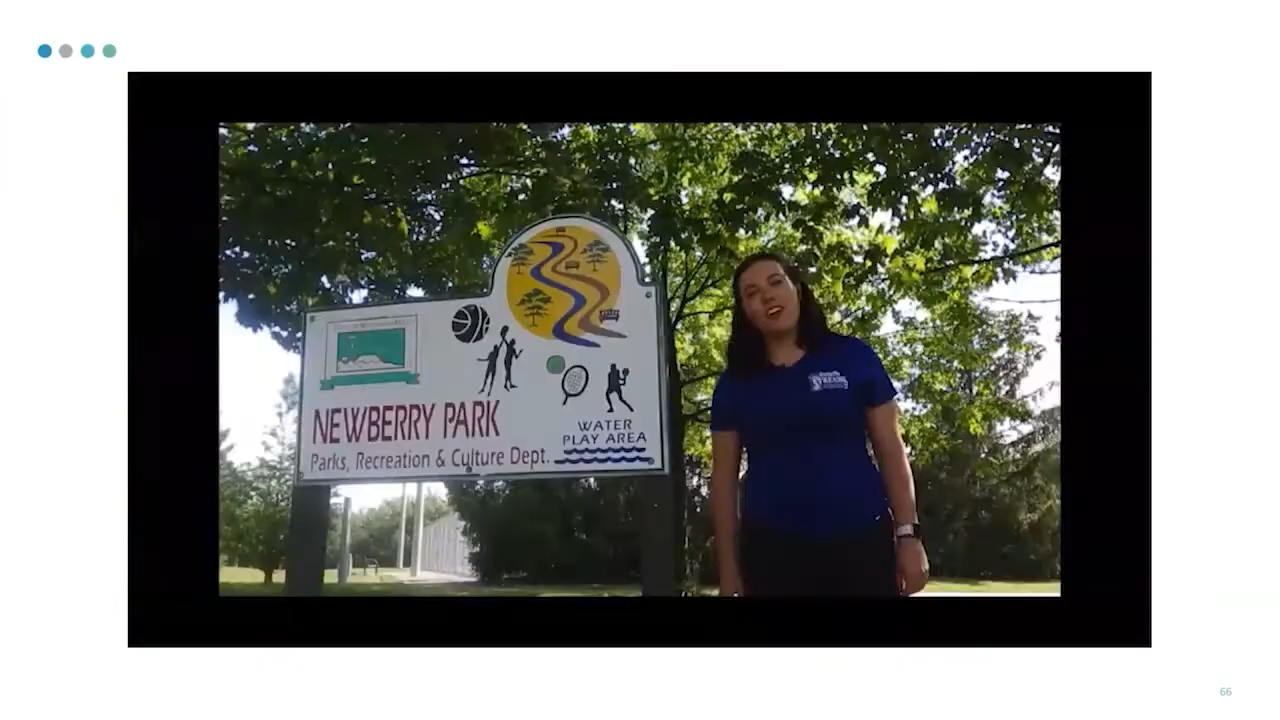 NEWBERRY PARK
Parks, Recreation & Culture Dept.
WATER
PLAY AREA
66